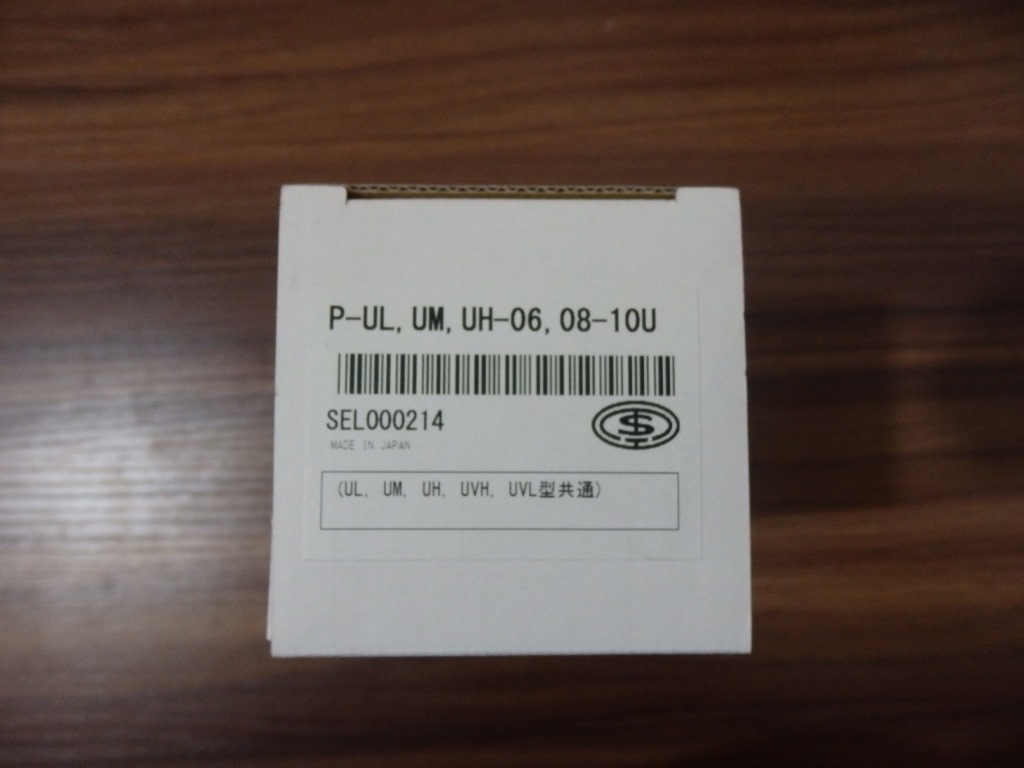 P-UL,UM,UH-06,08-10U
SEL000214
MADE IN JAPAN
(UL, UM, UH, UVH, UVL型共通)